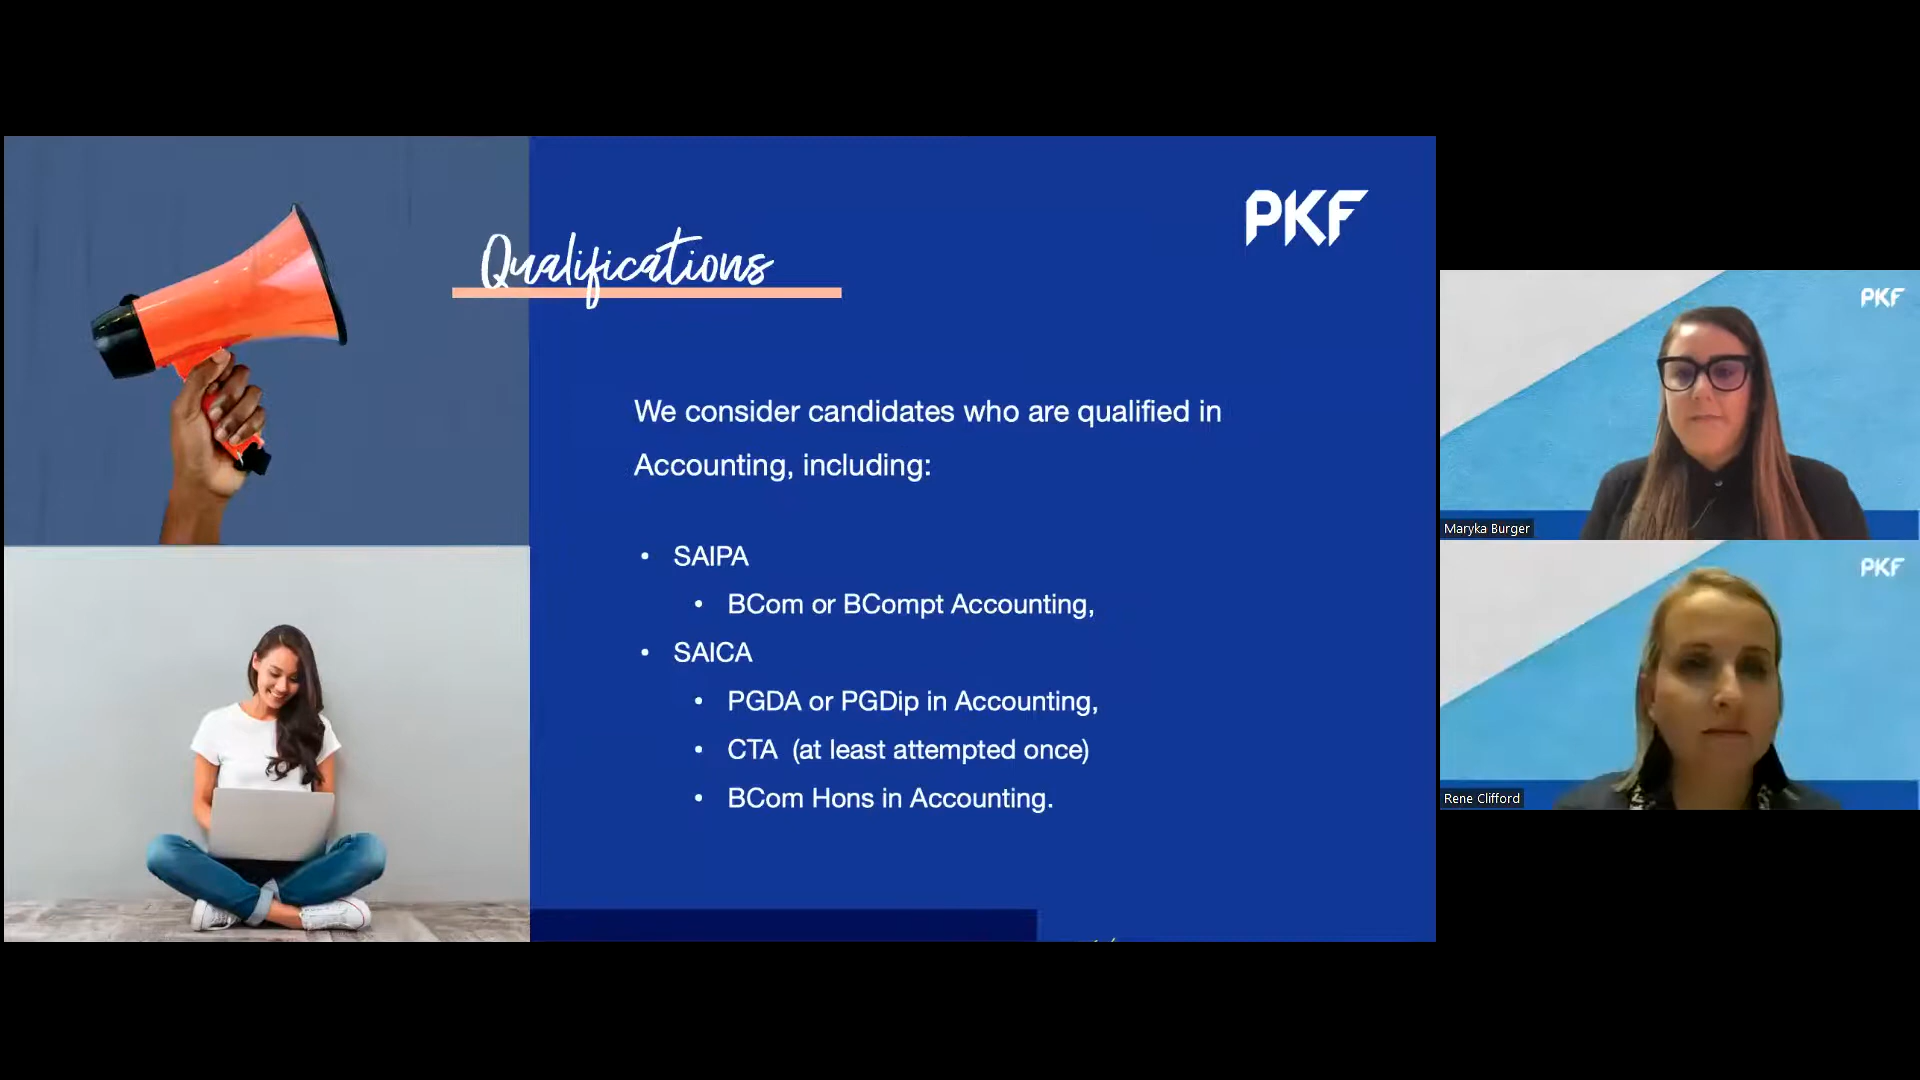 PKF
Qualifications
We consider candidates who are qualified in
Accounting, including:
• SAIPA
• BCom or BCompt Accounting,
• SAICA
• PGDA or PGDip in Accounting,
• CTA (at least attempted once)
• BCom Hons in Accounting.
PKF
Maryka Burger
PKF
Rene Clifford